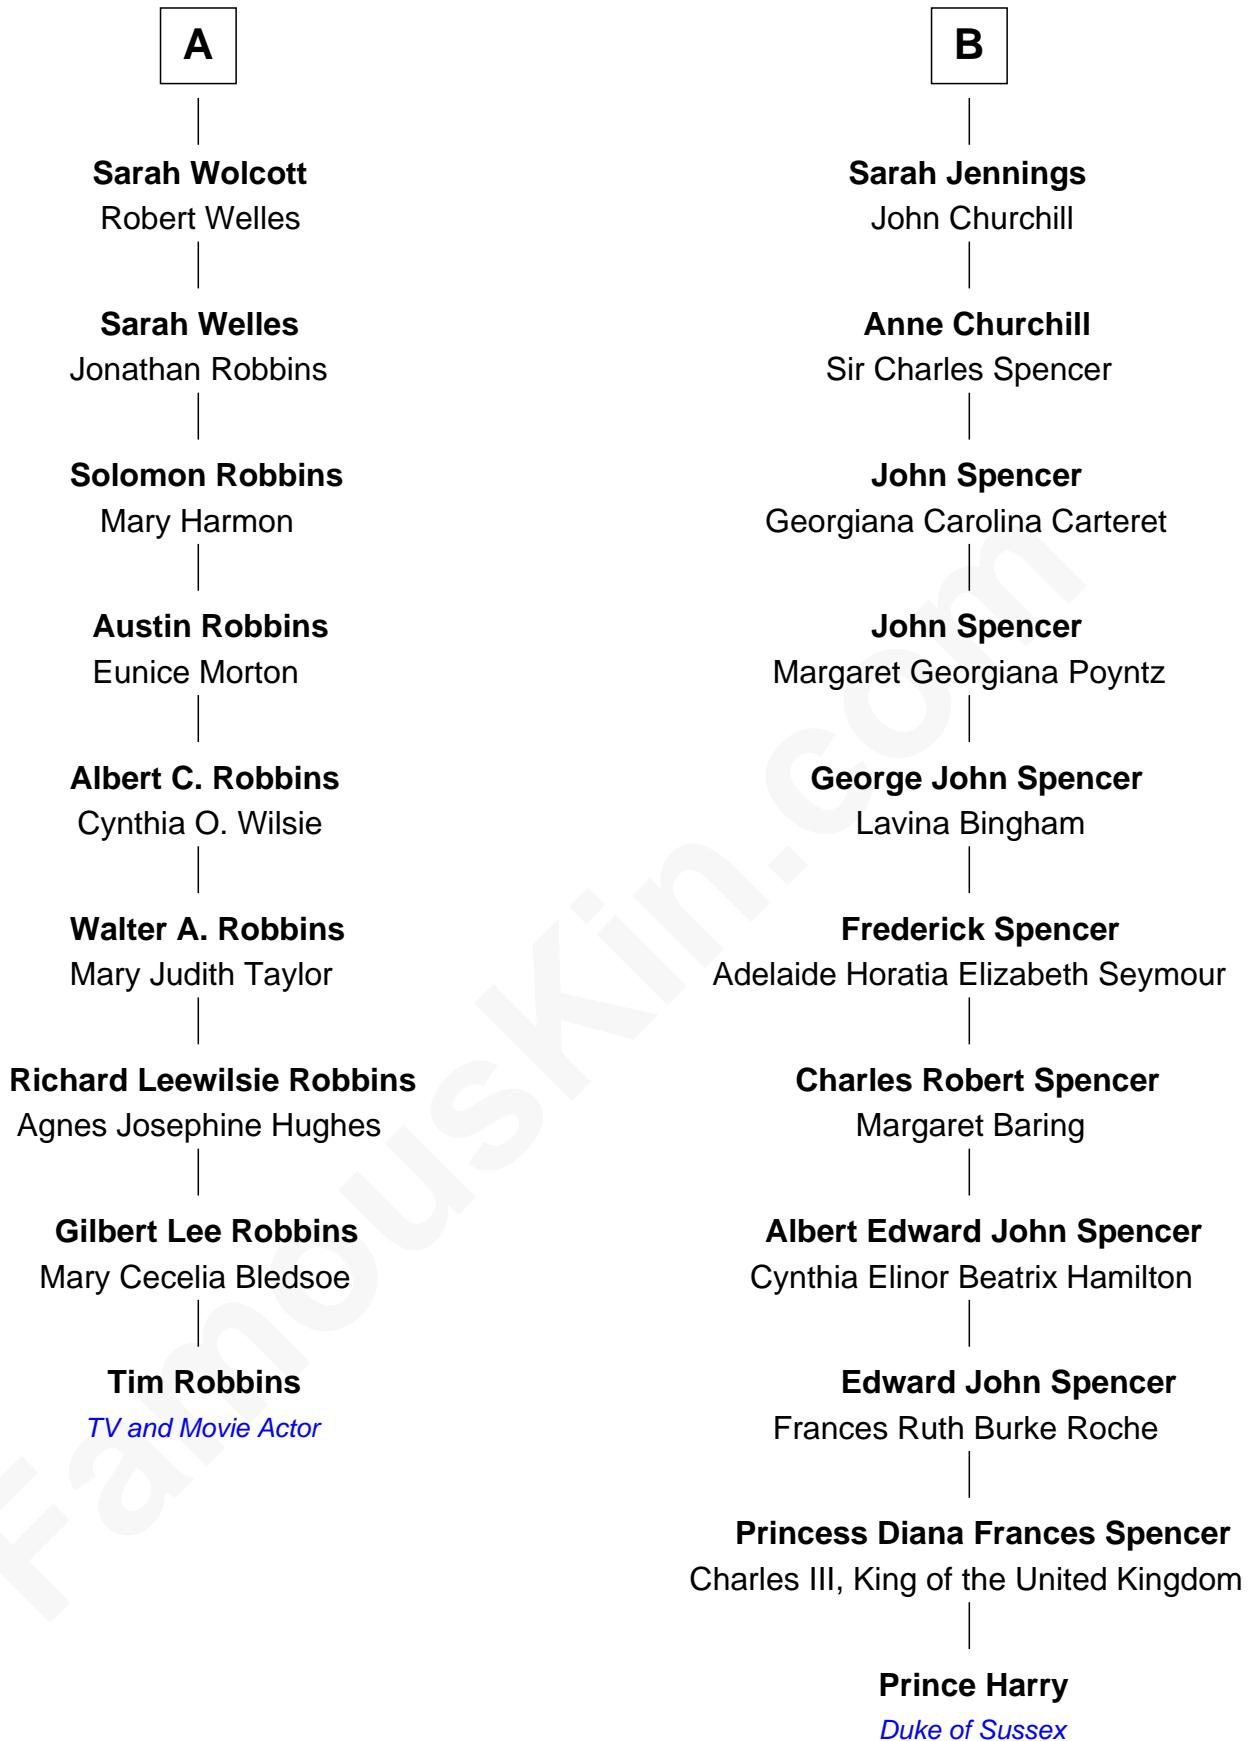 A
Sarah Wolcott
Robert Welles
Sarah Welles
Jonathan Robbins
Solomon Robbins
Mary Harmon
Austin Robbins
Eunice Morton
Albert C. Robbins
Cynthia O. Wilsie
Walter A. Robbins
Mary Judith Taylor
Richard Leewilsie Robbins
Agnes Josephine Hughes
Gilbert Lee Robbins
Mary Cecelia Bledsoe
Tim Robbins
TV and Movie Actor
B
Sarah Jennings
John Churchill
Anne Churchill
Sir Charles Spencer
John Spencer
Georgiana Carolina Carteret
John Spencer
Margaret Georgiana Poyntz
George John Spencer
Lavina Bingham
Frederick Spencer
Adelaide Horatia Elizabeth Seymour
Charles Robert Spencer
Margaret Baring
Albert Edward John Spencer
Cynthia Elinor Beatrix Hamilton
Edward John Spencer
Frances Ruth Burke Roche
Princess Diana Frances Spencer
Charles III, King of the United Kingdom
Prince Harry
Duke of Sussex
FamousKin.com